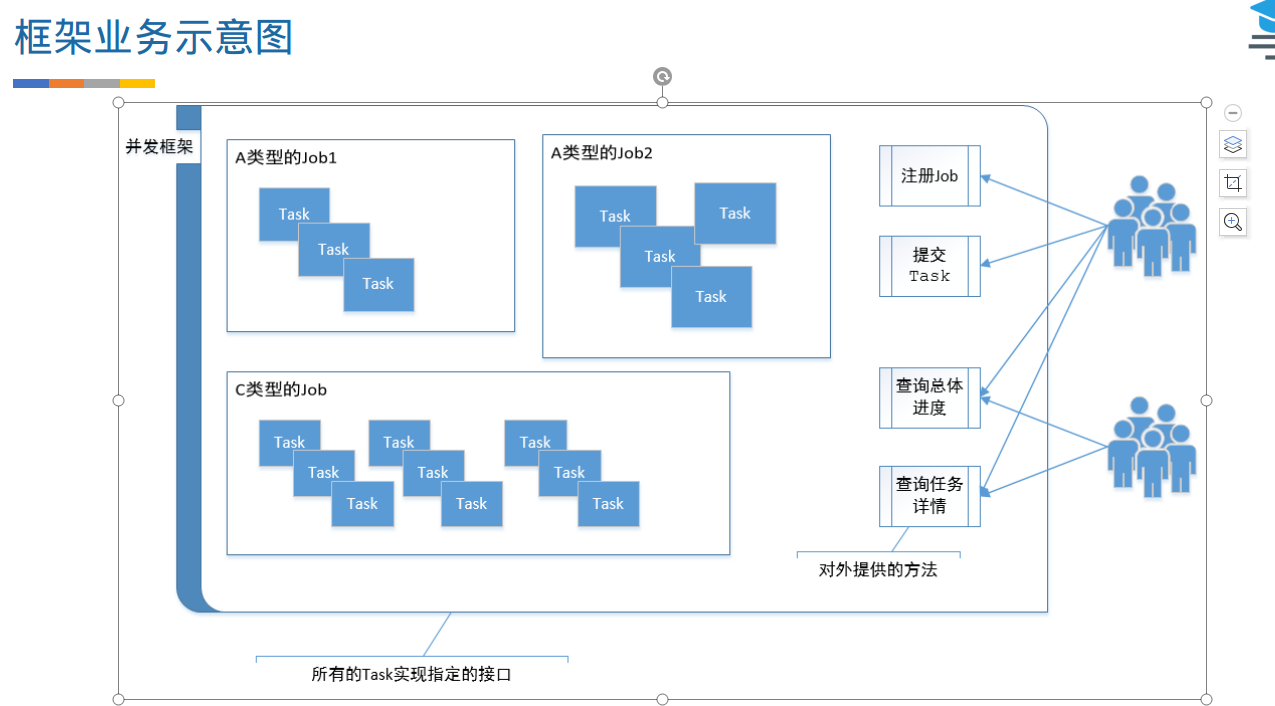 框架业务示意图
并发框架
A类型的Job1
Task
Task
Task
A类型的Job2
Task
Task
Task
Task
C类型的Job
Task
Task
Task
Task
Task
Task
Task
Task
Task
注册Job
提交
Task
查询总体
进度
查询任务
详情
对外提供的方法
所有的Task实现指定的接口